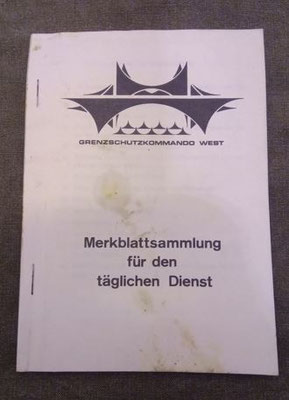 GRENZSCHUTZKOMMANDO WEST
Merkblattsammlung
für den
täglichen Dienst